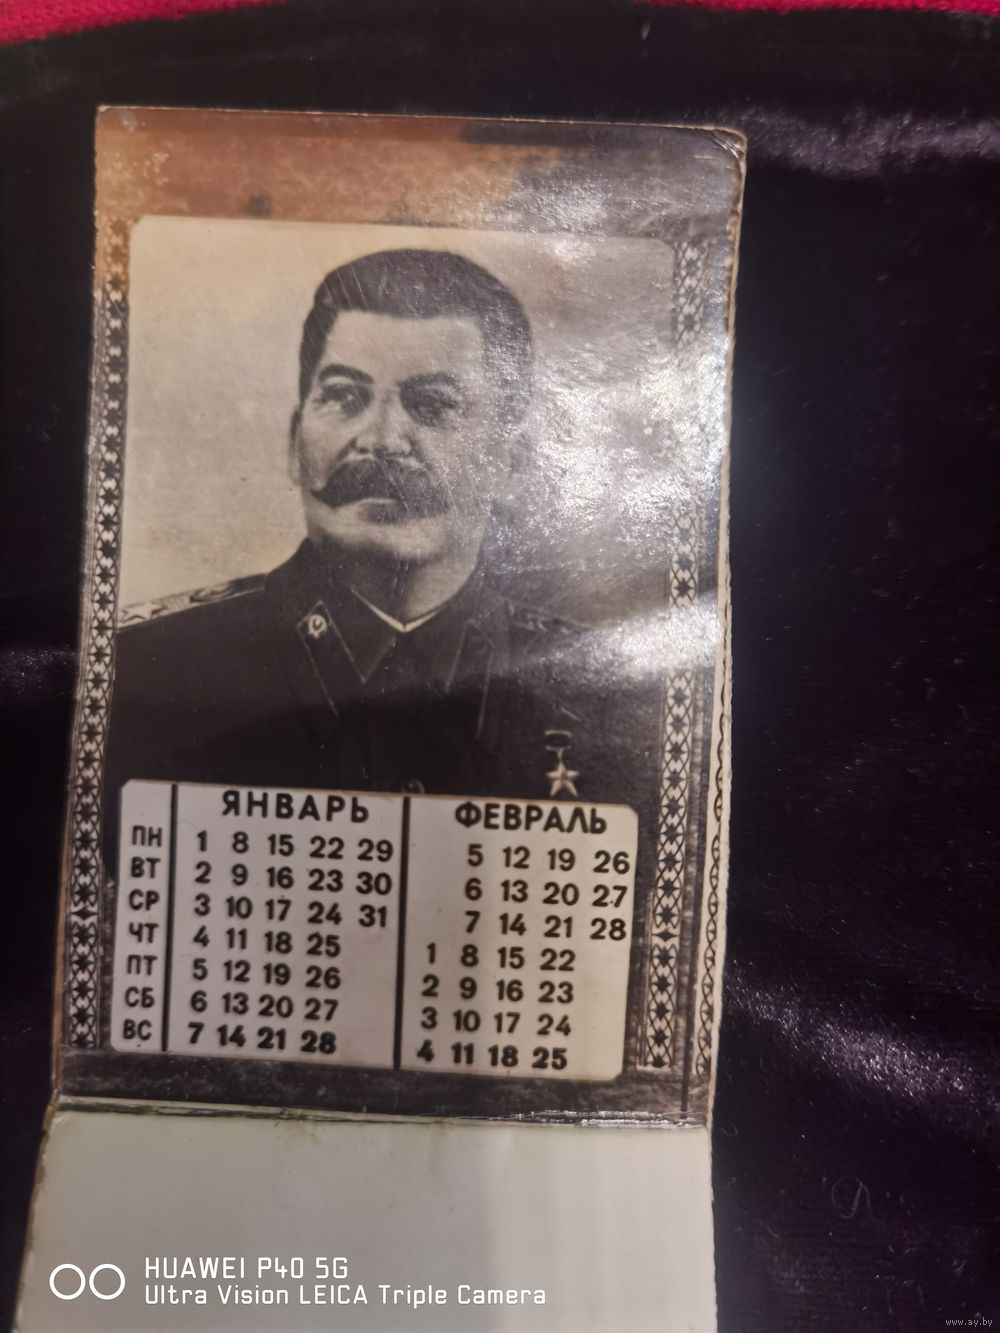 ЯНВАРЬ ФЕВРАЛЬ
ПН 1 8 15 22 29 5 12 19 26
ВТ 2 9 16 23 30 6 13 20 27
СР 3 10 17 24 31 7 14 21 28
ЧТ 4 11 18 25 1 8 15 22
ПТ 5 12 19 26 2 9 16 23
СБ 6 13 20 27 3 10 17 24
ВС 7 14 21 28 4 11 18 25
HUAWEI P40 5G
Ultra Vision LEICA Triple Camera
www.ay.by